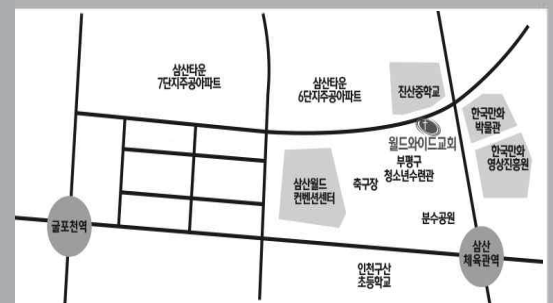 삼산타운
7단지주공아파트
삼산타운
6단지주공아파트
진산중학교
한국만화
박물관
월드와이드교회
한국만화
영상진흥원
부평구
청소년수련관
삼산월드
컨벤션센터
축구장
분수공원
굴포천역
삼산
체육관역
인천구산
초등학교